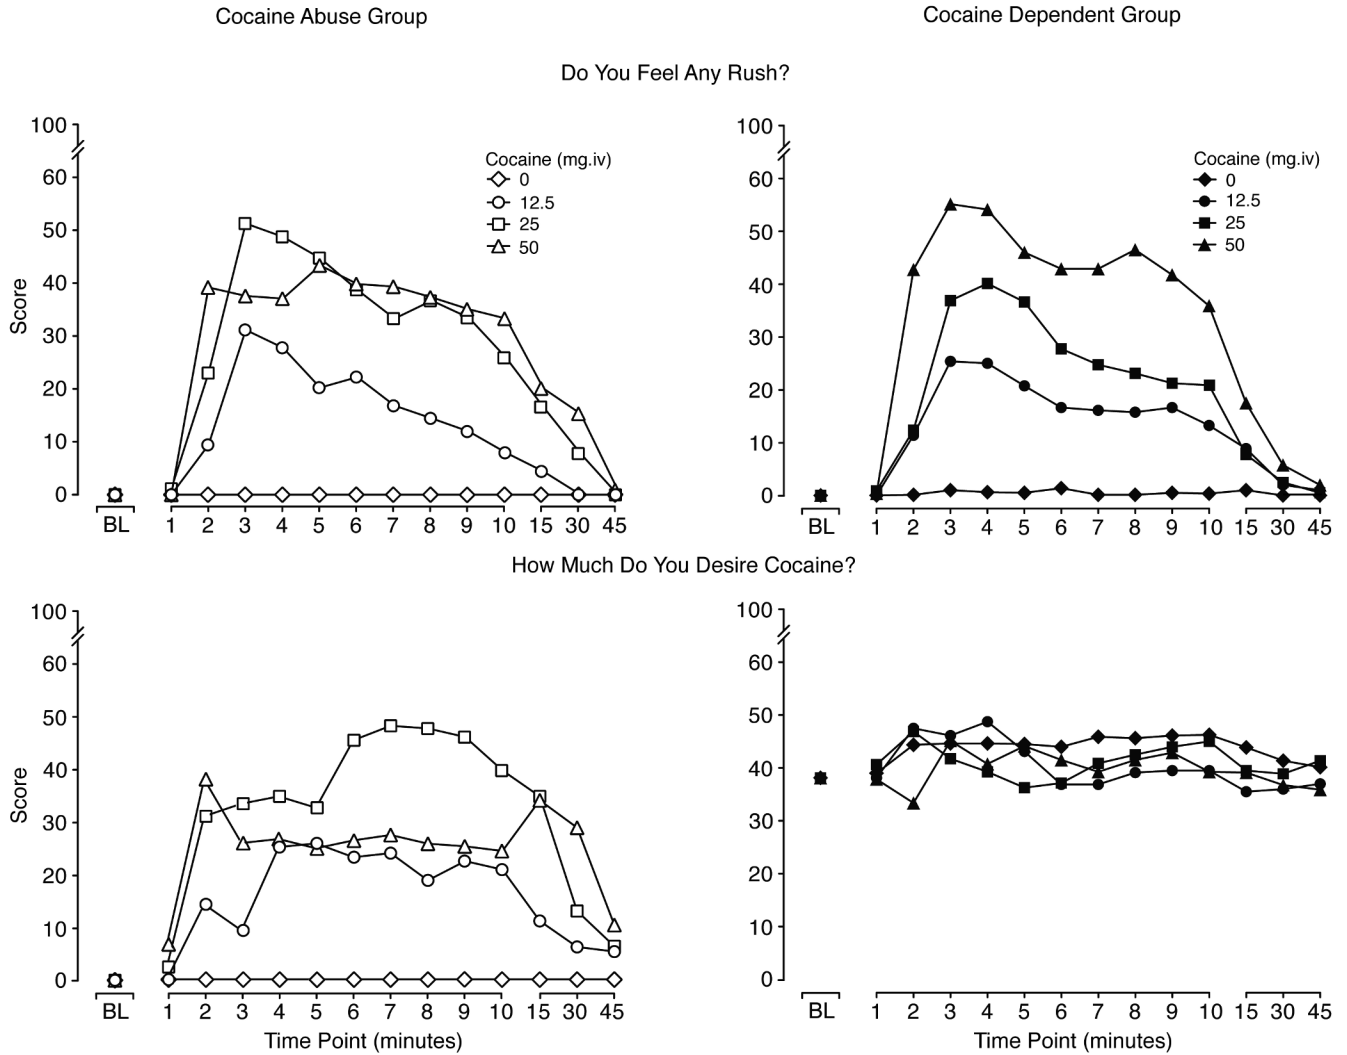 Cocaine Abuse Group
Cocaine Dependent Group
Do You Feel Any Rush?
100
60
50
40
30
20
10
0
Score
Cocaine (mg.iv)
0
12.5
25
50
BL
1 2 3 4 5 6 7 8 9 10 15 30 45
100
60
50
40
30
20
10
0
Cocaine (mg.iv)
0
12.5
25
50
BL
1 2 3 4 5 6 7 8 9 10 15 30 45
How Much Do You Desire Cocaine?
100
60
50
40
30
20
10
0
Score
BL
1 2 3 4 5 6 7 8 9 10 15 30 45
Time Point (minutes)
100
60
50
40
30
20
10
0
BL
1 2 3 4 5 6 7 8 9 10 15 30 45
Time Point (minutes)